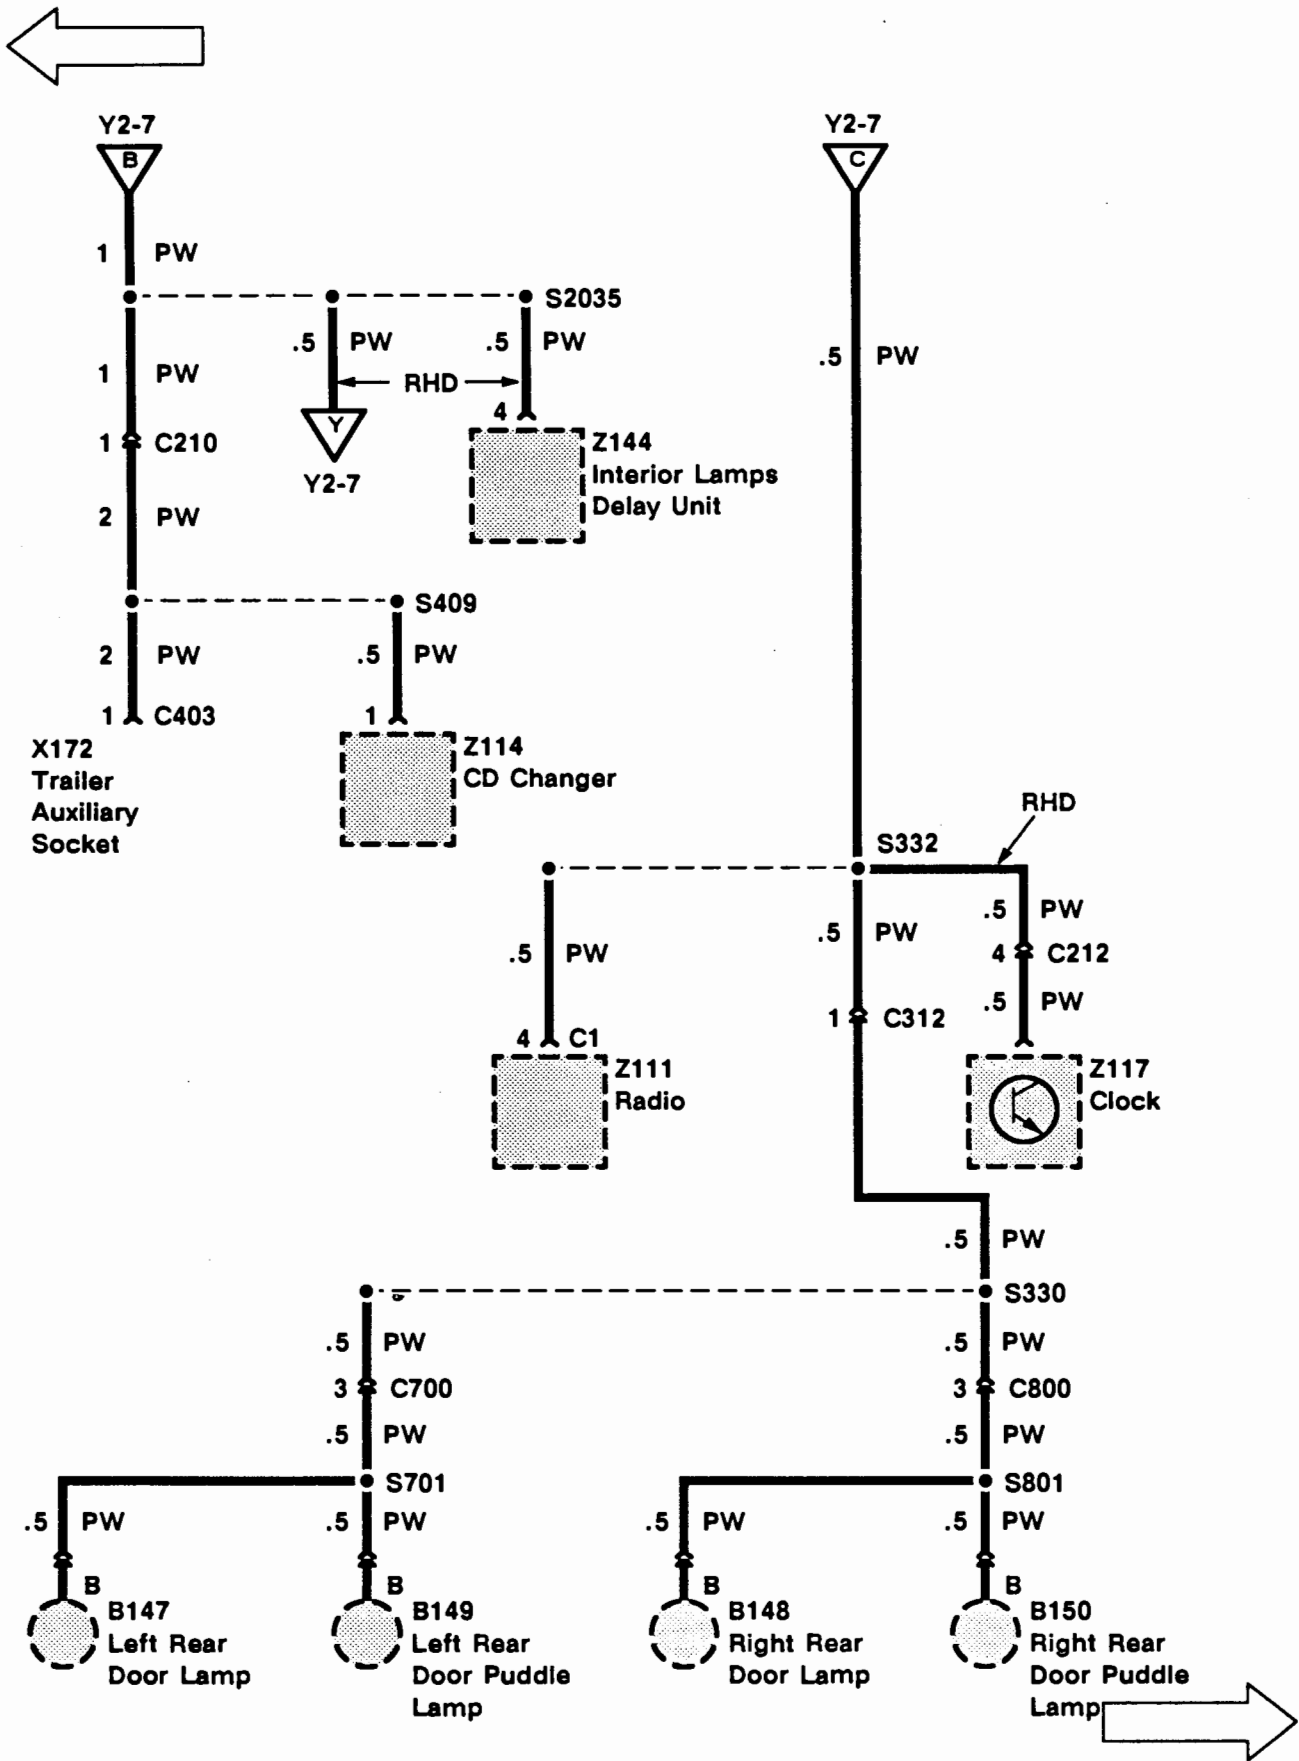 Y2-7
B
Y2-7
C
1 PW
S2035
.5 PW
.5 PW
.5 PW
1 PW
RHD
4
1 C210
Y
Y2-7
Z144
Interior Lamps
Delay Unit
2 PW
S409
2 PW
.5 PW
1 C403
1
X172
Trailer
Auxiliary
Socket
Z114
CD Changer
RHD
S332
.5 PW
.5 PW
.5 PW
4 C212
.5 PW
1 C312
4 C1
Z111
Radio
Z117
Clock
.5 PW
S330
.5 PW
.5 PW
3 C700
3 C800
.5 PW
.5 PW
S701
S801
.5 PW
.5 PW
.5 PW
.5 PW
B
B
B
B
B147
Left Rear
Door Lamp
B149
Left Rear
Door Puddle
Lamp
B148
Right Rear
Door Lamp
B150
Right Rear
Door Puddle
Lamp